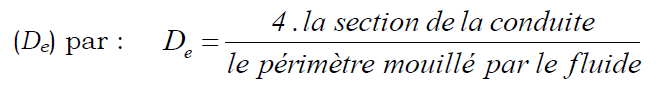 (De) par : De = 4 . la section de la conduite / le périmètre mouillé par le fluide